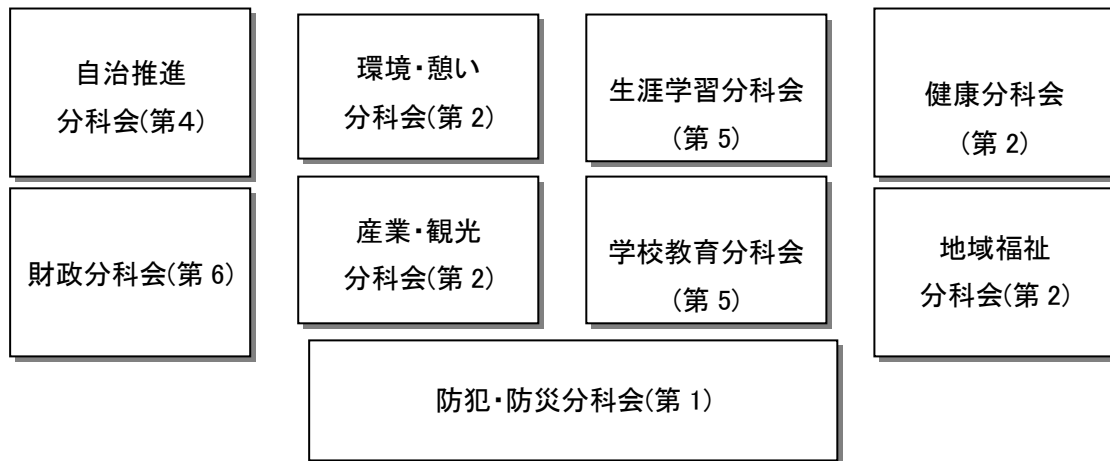 自治推進
分科会(第4)
環境・憩い
分科会(第 2)
生涯学習分科会
(第 5)
健康分科会
(第 2)
財政分科会(第 6)
産業・観光
分科会(第 2)
学校教育分科会
(第 5)
地域福祉
分科会(第 2)
防犯・防災分科会(第 1)